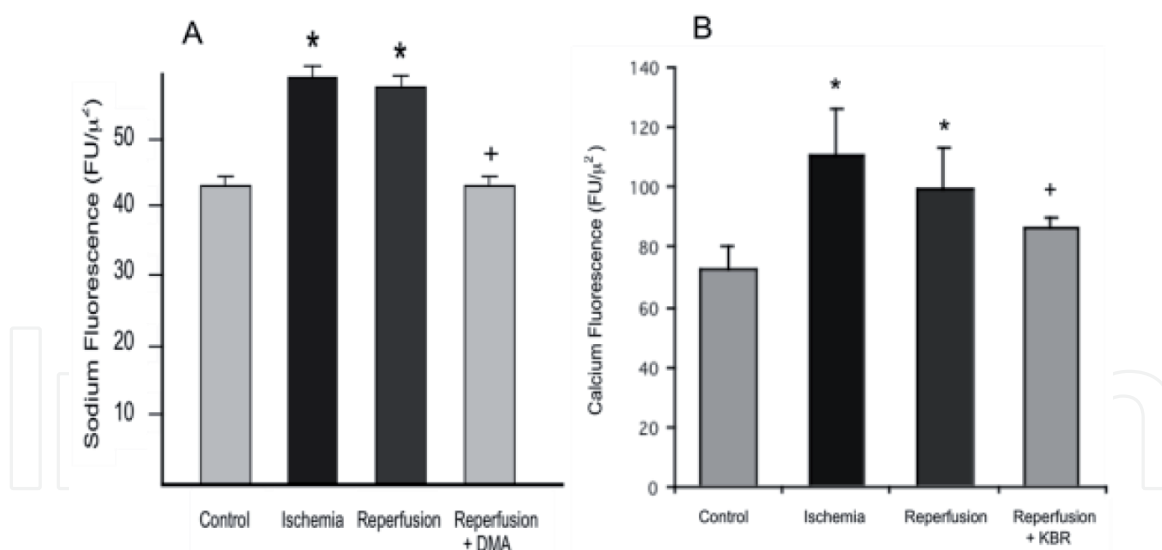 A
Sodium Fluorescence (FU/μ²)
50
40
30
20
10
* * +
Control Ischemia Reperfusion Reperfusion
+ DMA
B
Calcium Fluorescence (FU/μ²)
140
120
100
80
60
40
20
0
* * +
Control Ischemia Reperfusion Reperfusion
+ KBR